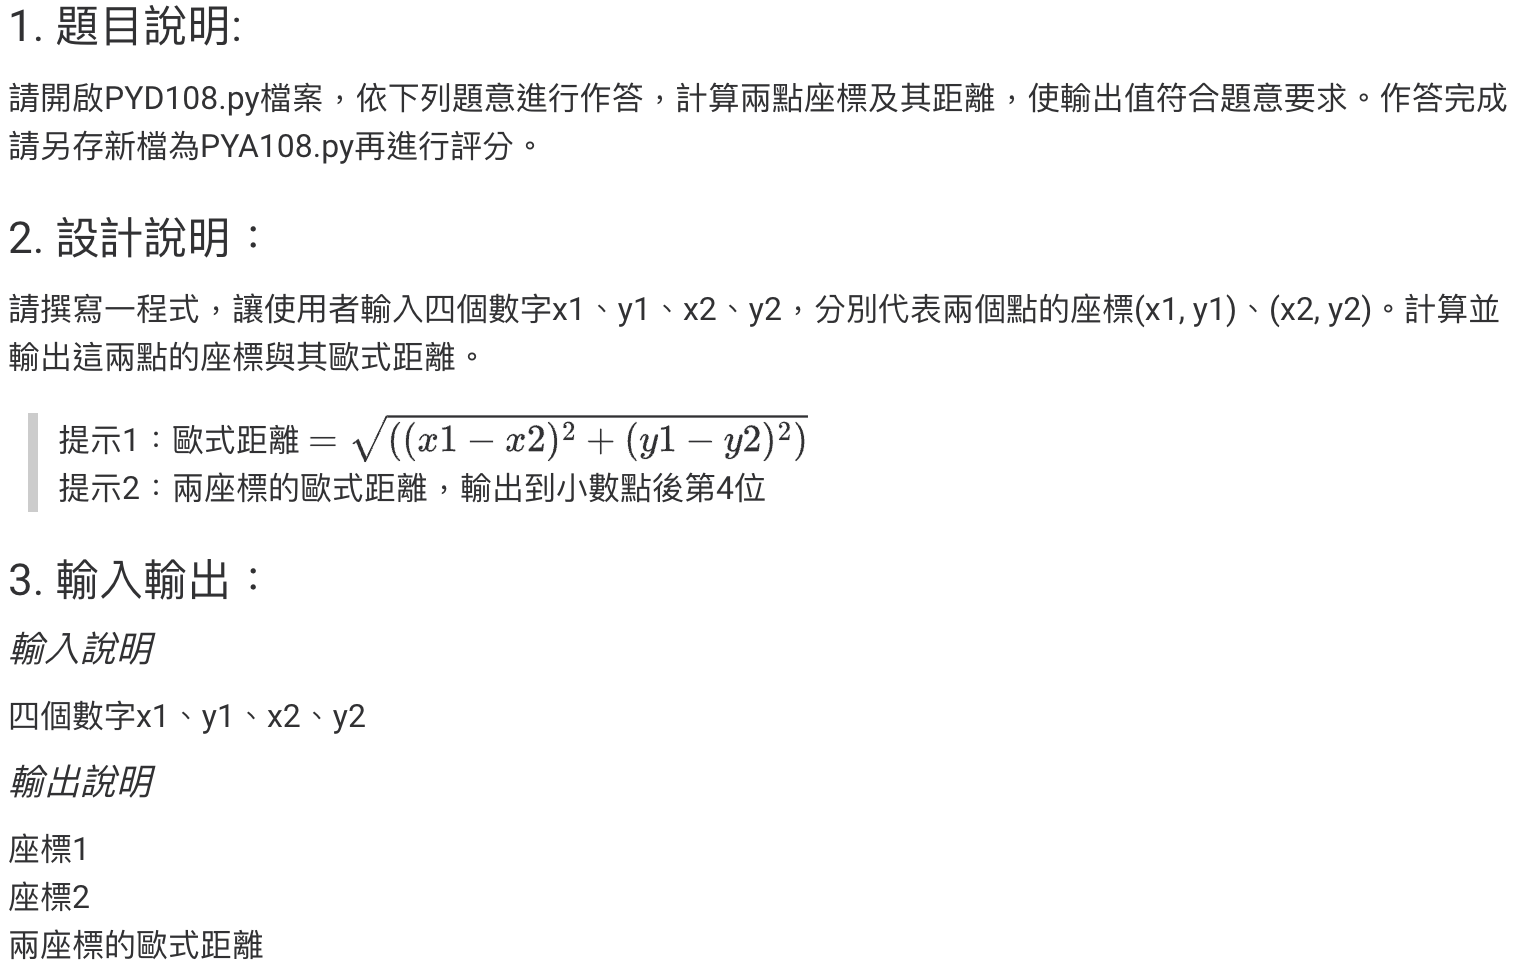 1. 題目說明:
請開啟PYD108.py檔案，依下列題意進行作答，計算兩點座標及其距離，使輸出值符合題意要求。作答完成
請另存新檔為PYA108.py再進行評分。
2. 設計說明：
請撰寫一程式，讓使用者輸入四個數字x1、y1、x2、y2，分別代表兩個點的座標(x1, y1)、(x2, y2)。計算並
輸出這兩點的座標與其歐式距離。
提示1：歐式距離 = √((x1 − x2)² + (y1 − y2)²)
提示2：兩座標的歐式距離，輸出到小數點後第4位
3. 輸入輸出：
輸入說明
四個數字x1、y1、x2、y2
輸出說明
座標1
座標2
兩座標的歐式距離